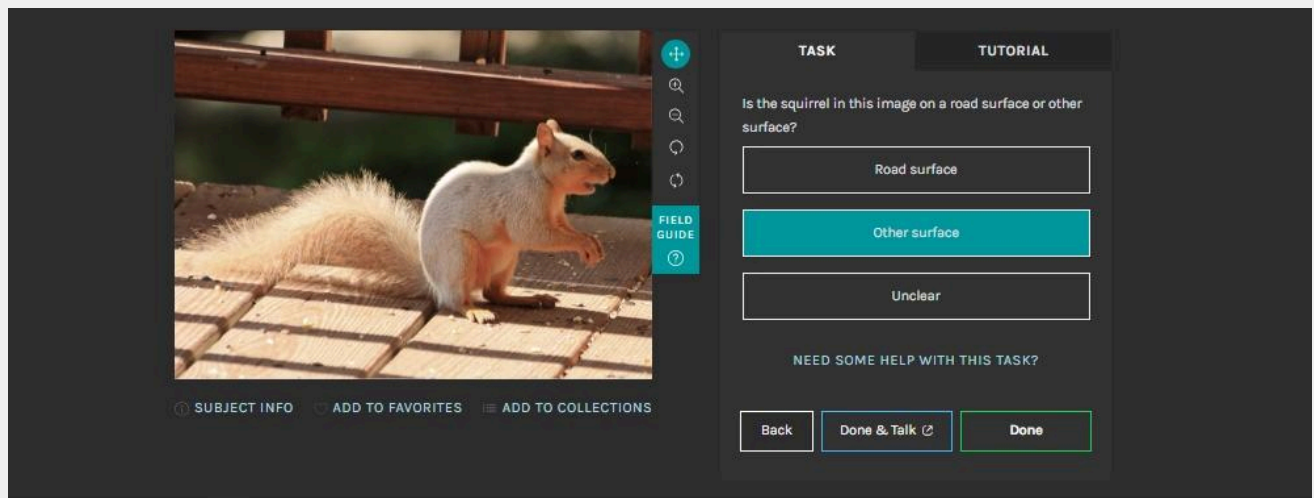 TASK
TUTORIAL
Is the squirrel in this image on a road surface or other
surface?
Road surface
Other surface
Unclear
NEED SOME HELP WITH THIS TASK?
Back
Done & Talk
Done
FIELD
GUIDE
SUBJECT INFO
ADD TO FAVORITES
ADD TO COLLECTIONS